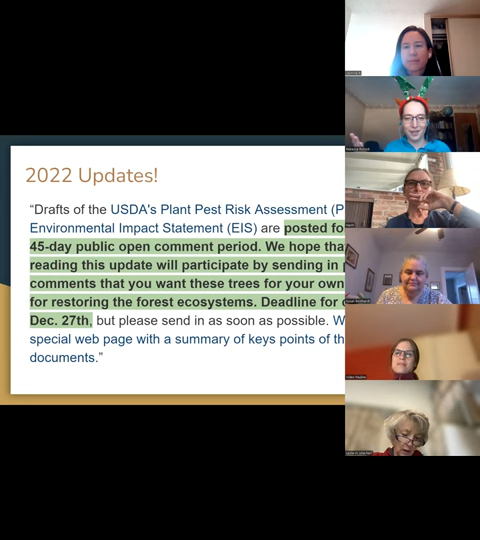 2022 Updates!
“Drafts of the USDA's Plant Pest Risk Assessment (P
Environmental Impact Statement (EIS) are posted fo
45-day public open comment period. We hope tha
reading this update will participate by sending in
comments that you want these trees for your own
for restoring the forest ecosystems. Deadline for
Dec. 27th, but please send in as soon as possible. W
special web page with a summary of keys points of th
documents.”